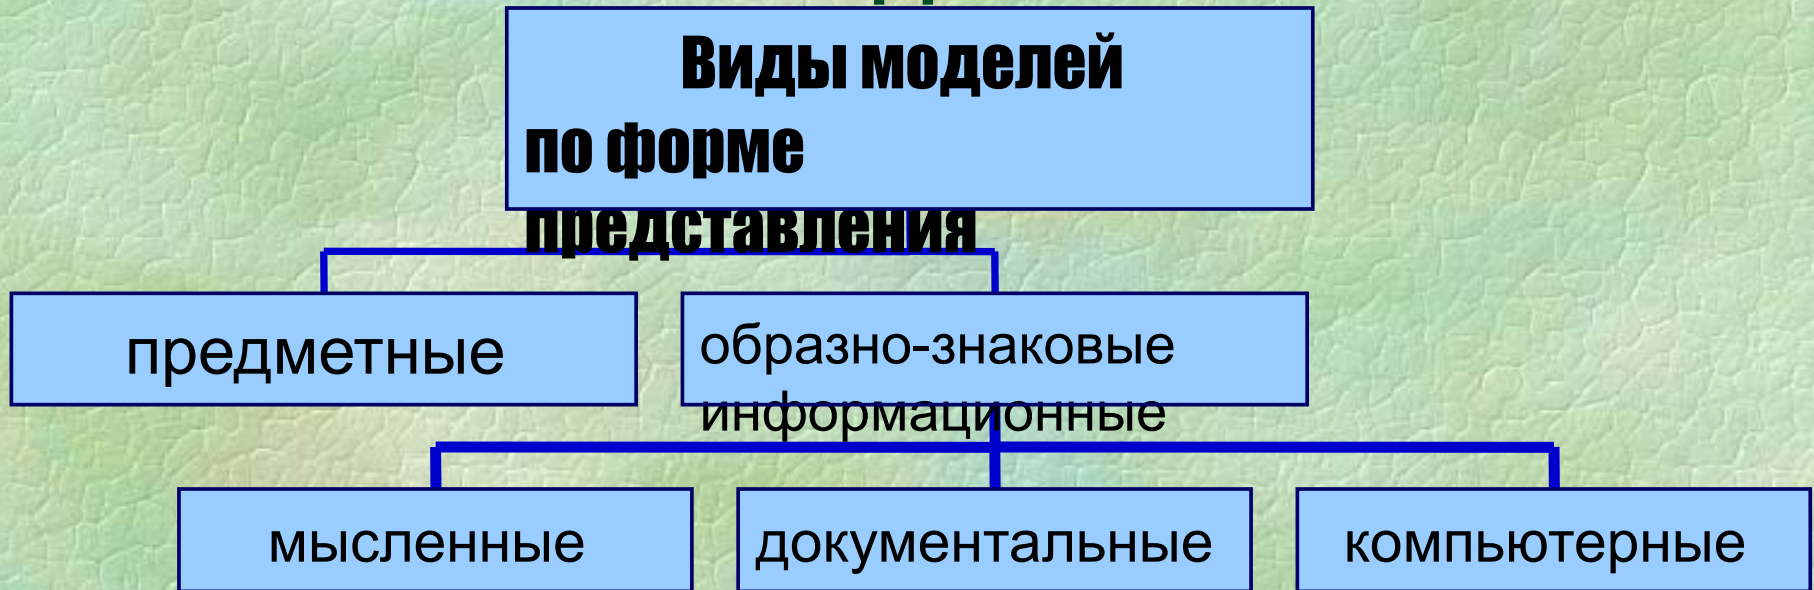 Виды моделей
по форме
представления
предметные
образно-знаковые
информационные
мысленные
документальные
компьютерные